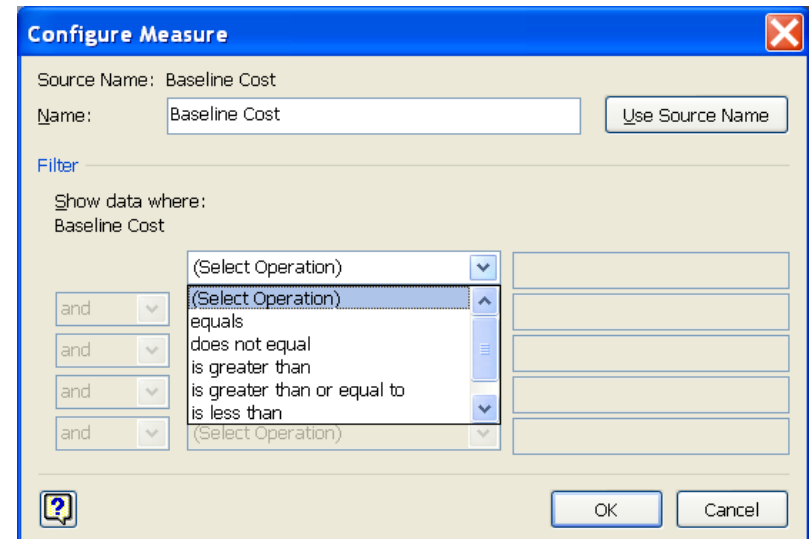 Configure Measure
Source Name: Baseline Cost
Name: Baseline Cost Use Source Name
Filter
Show data where:
Baseline Cost
(Select Operation)
and (Select Operation)
equals
and does not equal
is greater than
and is greater than or equal to
is less than
and (Select Operation)
OK Cancel